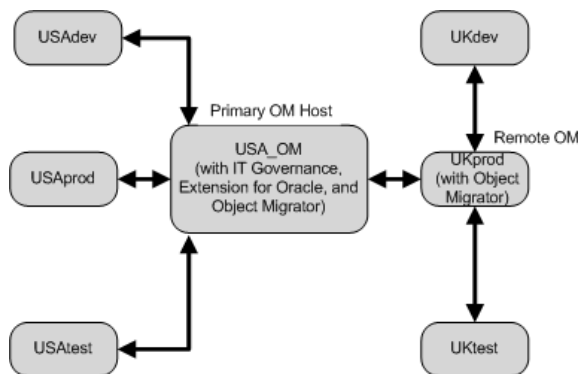 USAdev
UKdev
Primary OM Host
Remote OM
USA_OM
(with IT Governance,
Extension for Oracle, and
Object Migrator)
USAprod
UKprod
(with Object
Migrator)
USAtest
UKtest